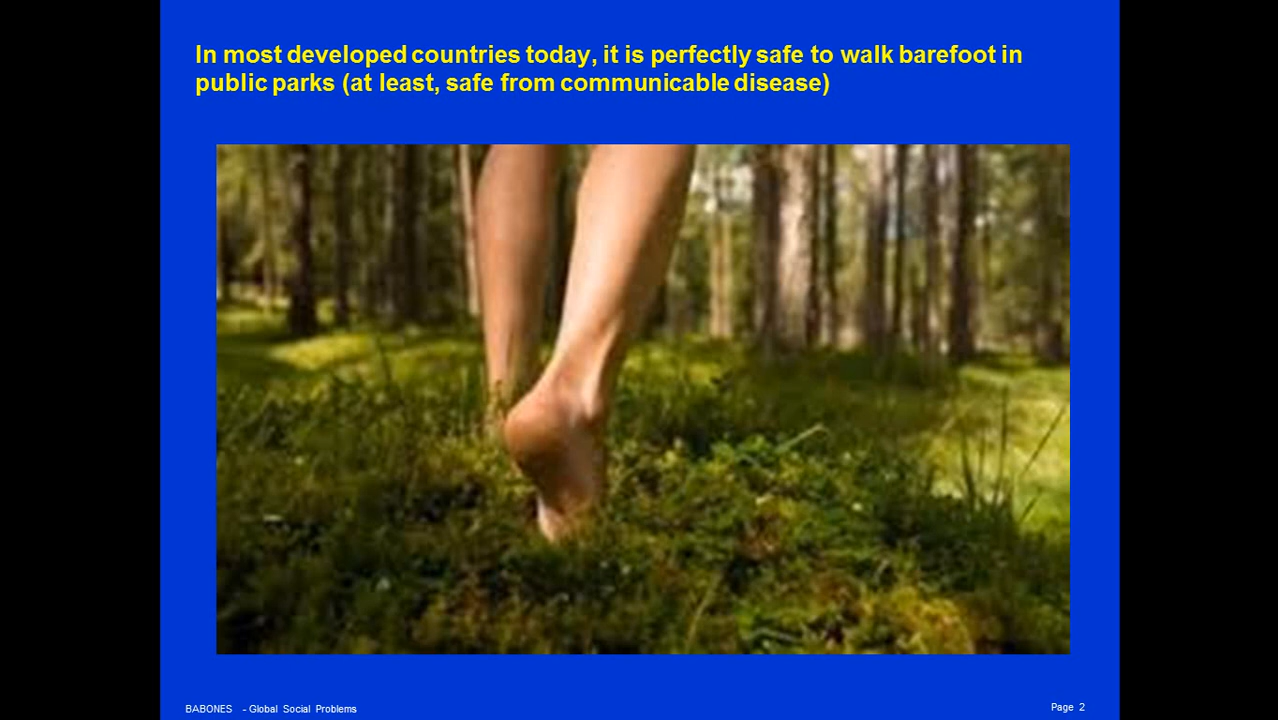 In most developed countries today, it is perfectly safe to walk barefoot in
public parks (at least, safe from communicable disease)
BABONES - Global Social Problems
Page 2